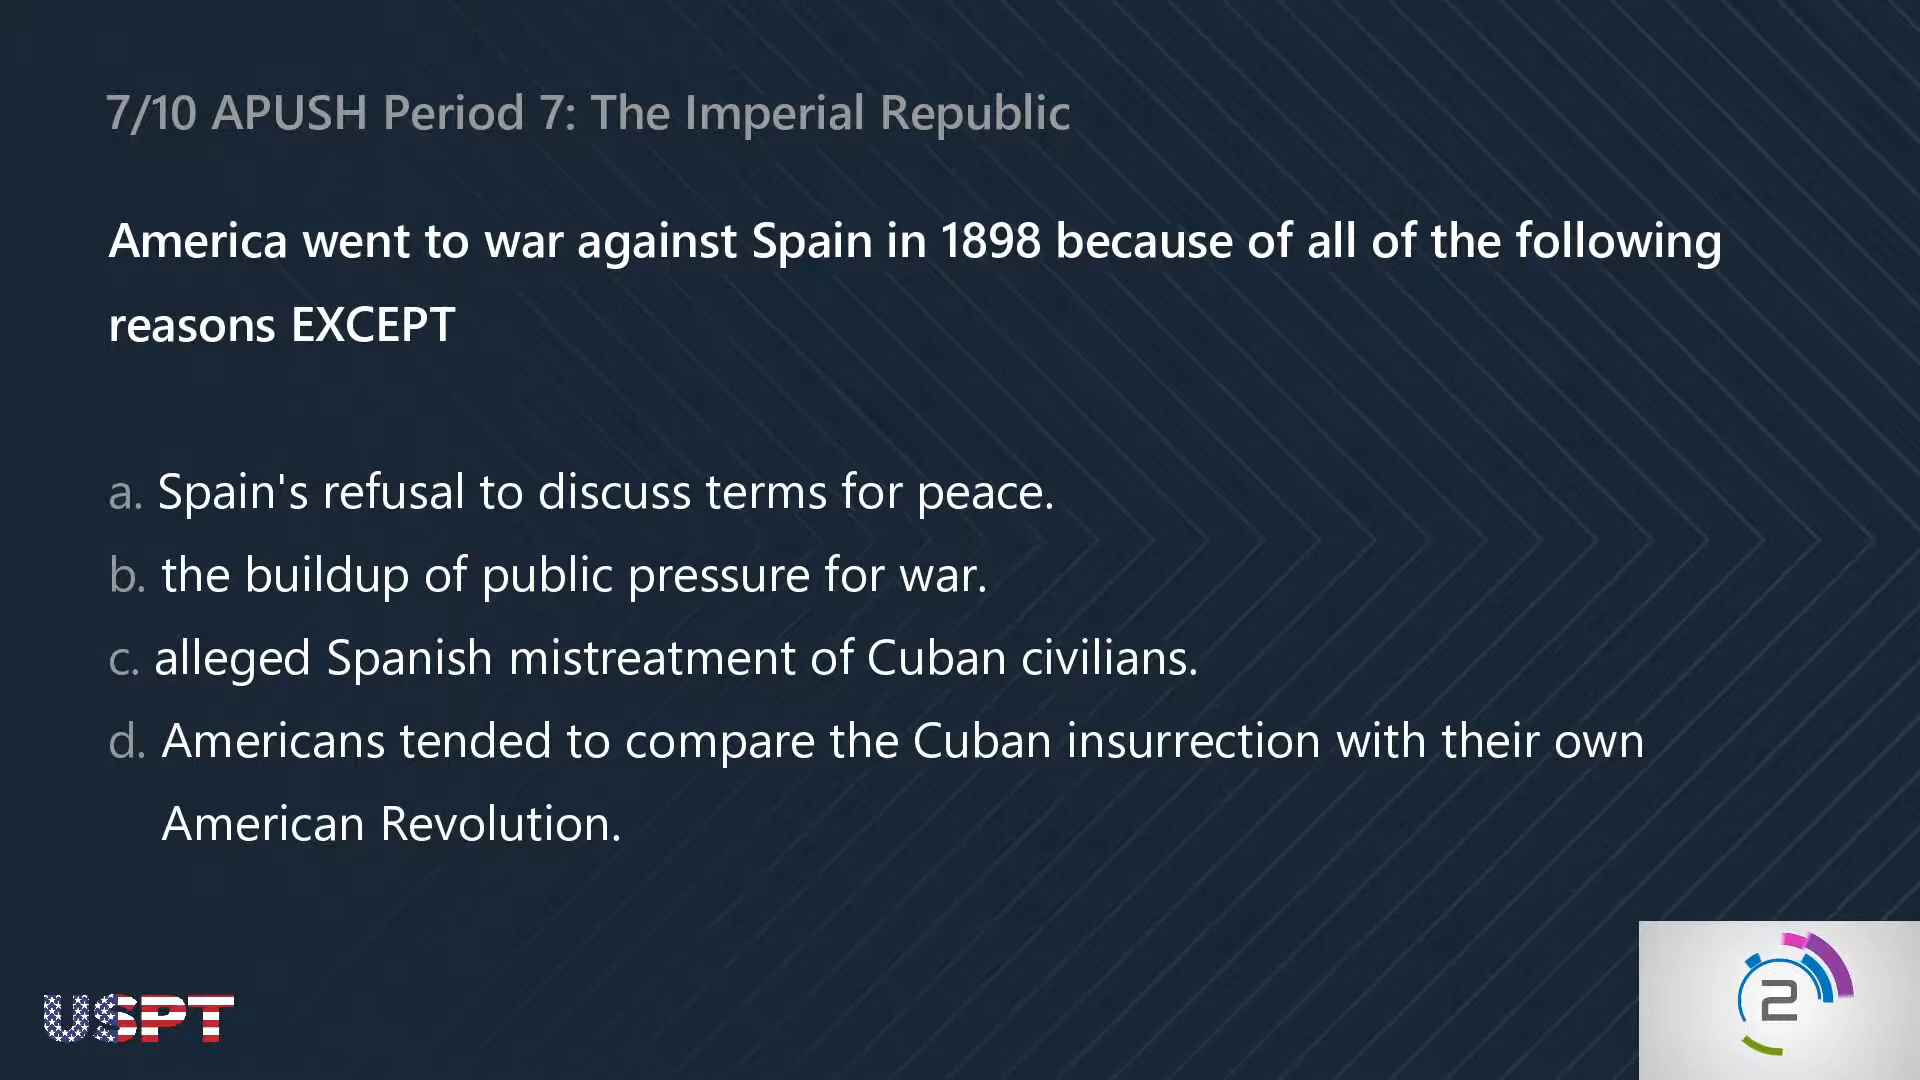 7/10 APUSH Period 7: The Imperial Republic
America went to war against Spain in 1898 because of all of the following
reasons EXCEPT
a. Spain's refusal to discuss terms for peace.
b. the buildup of public pressure for war.
c. alleged Spanish mistreatment of Cuban civilians.
d. Americans tended to compare the Cuban insurrection with their own
American Revolution.
USPT
2